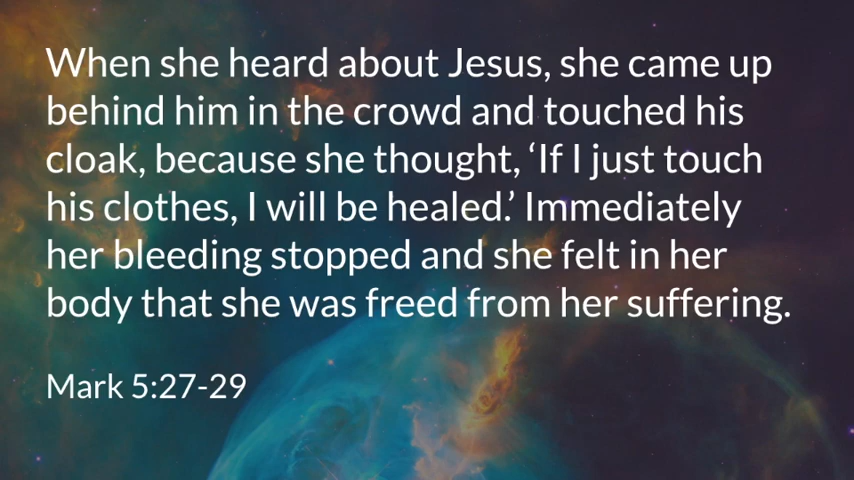 When she heard about Jesus, she came up
behind him in the crowd and touched his
cloak, because she thought, ‘If I just touch
his clothes, I will be healed.’ Immediately
her bleeding stopped and she felt in her
body that she was freed from her suffering.
Mark 5:27-29